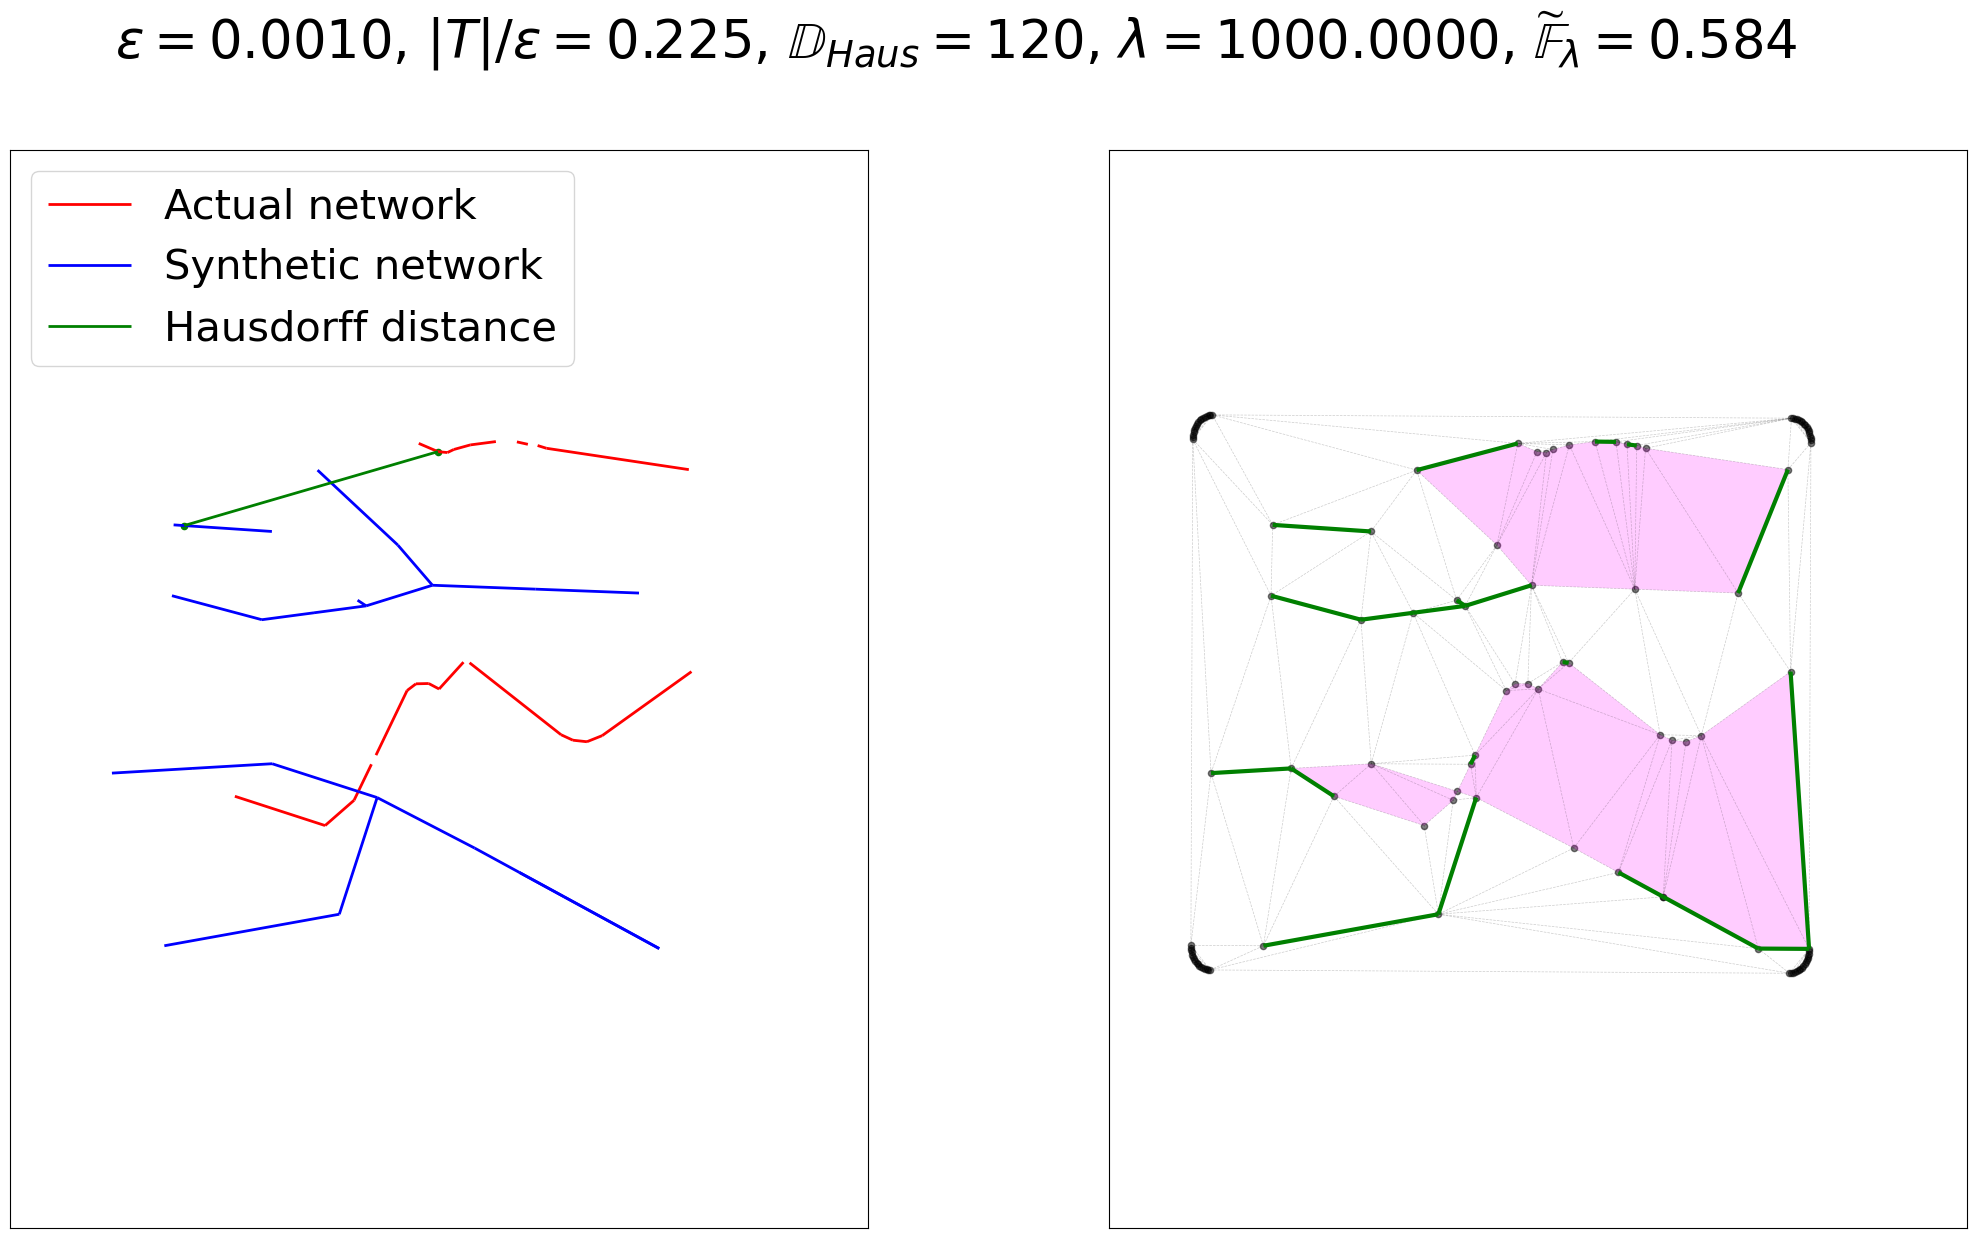 ε = 0.0010, |T|/ε = 0.225, 𝔻_Haus = 120, λ = 1000.0000, 𝔽̃_λ = 0.584
Actual network
Synthetic network
Hausdorff distance